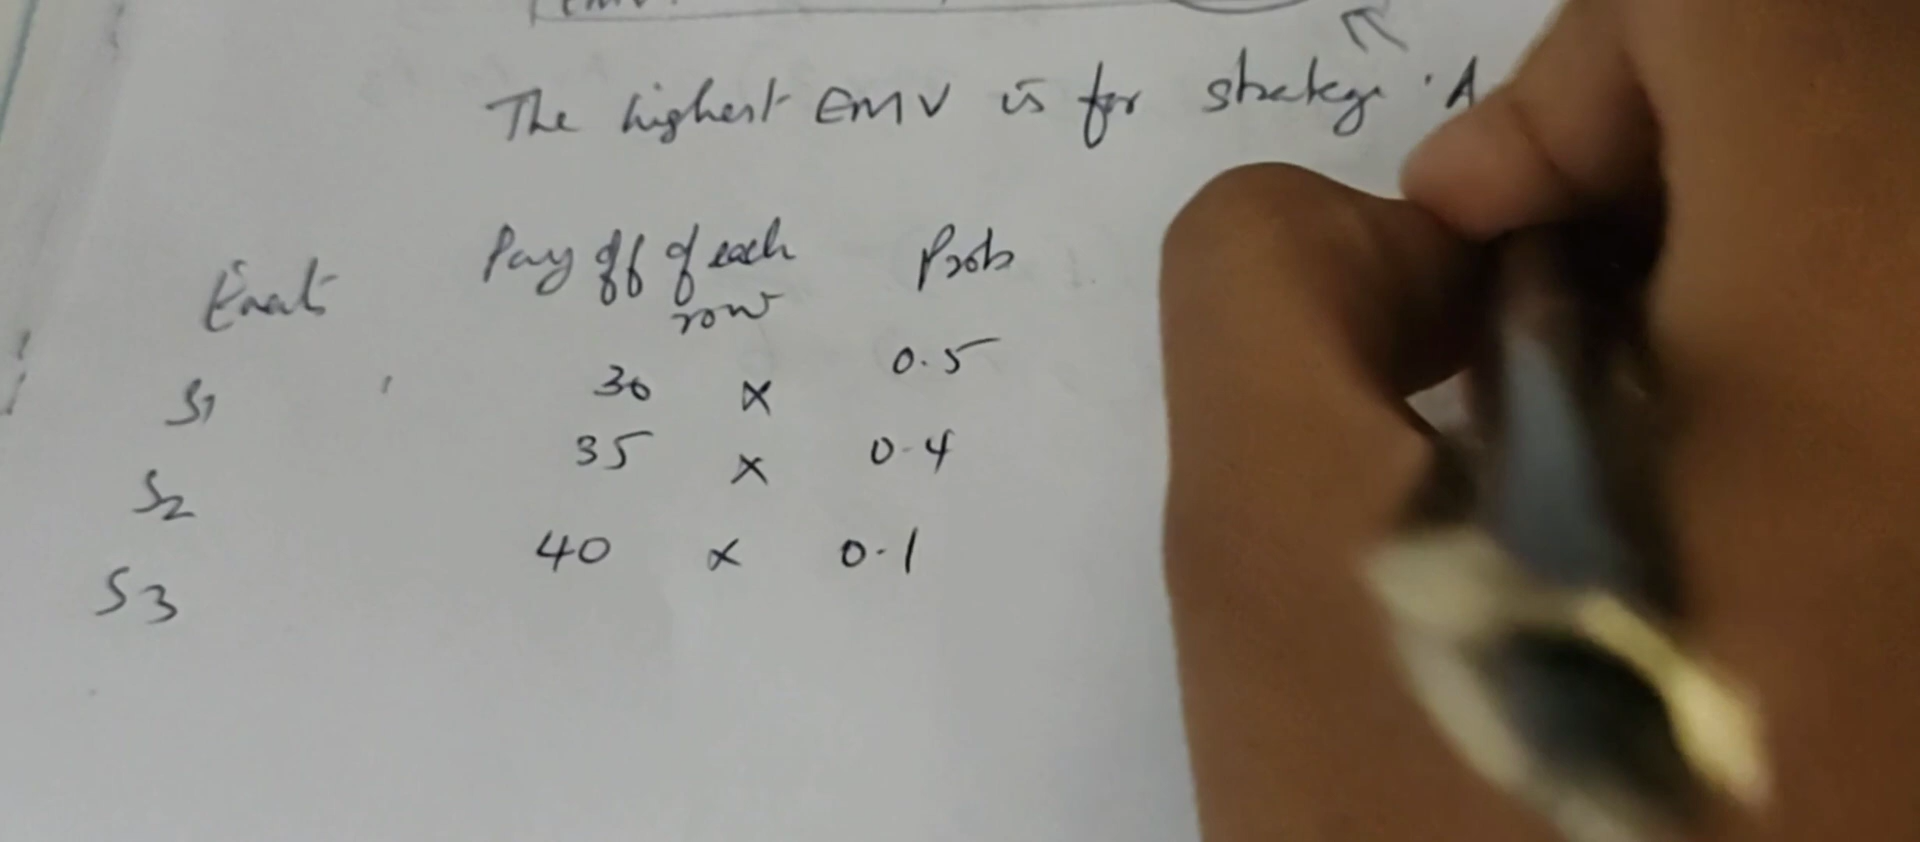 The highest EMV is for strategy A
Event Pay off of each row Prob
S1 30 x 0.5
S2 35 x 0.4
S3 40 x 0.1